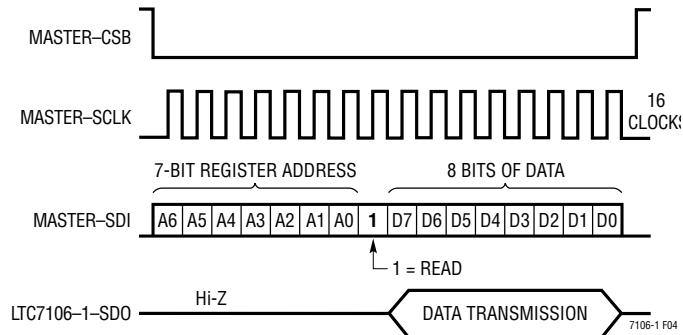 MASTER–CSB
MASTER–SCLK
16
CLOCKS
7-BIT REGISTER ADDRESS
8 BITS OF DATA
MASTER–SDI
A6 A5 A4 A3 A2 A1 A0 1 D7 D6 D5 D4 D3 D2 D1 D0
1 = READ
LTC7106–1–SDO
Hi-Z
DATA TRANSMISSION
7106-1 F04